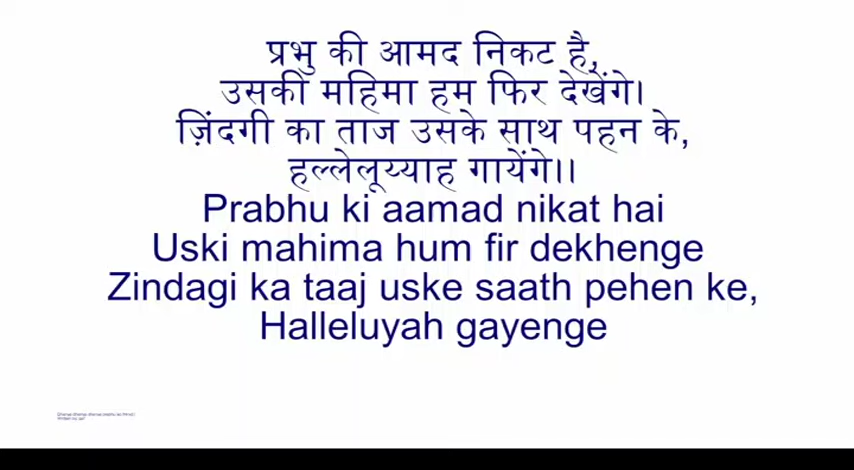 प्रभु की आमद निकट है,
उसकी महिमा हम फिर देखेंगे।
ज़िंदगी का ताज उसके साथ पहन के,
हल्लेलूय्याह गायेंगे।।
Prabhu ki aamad nikat hai
Uski mahima hum fir dekhenge
Zindagi ka taaj uske saath pehen ke,
Halleluyah gayenge